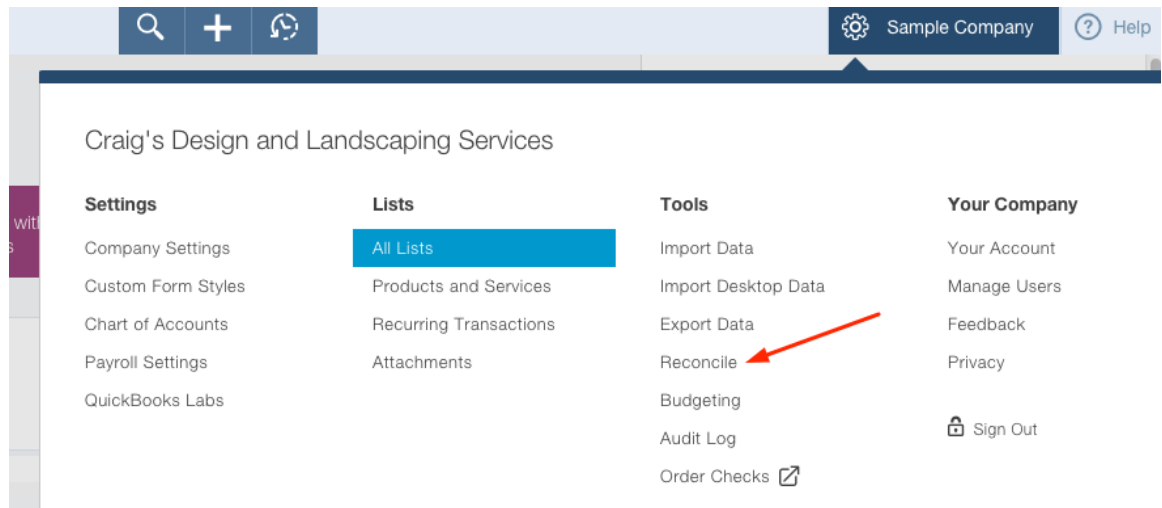 Sample Company
Help
Craig's Design and Landscaping Services
Settings
Company Settings
Custom Form Styles
Chart of Accounts
Payroll Settings
QuickBooks Labs
Lists
All Lists
Products and Services
Recurring Transactions
Attachments
Tools
Import Data
Import Desktop Data
Export Data
Reconcile
Budgeting
Audit Log
Order Checks
Your Company
Your Account
Manage Users
Feedback
Privacy
Sign Out